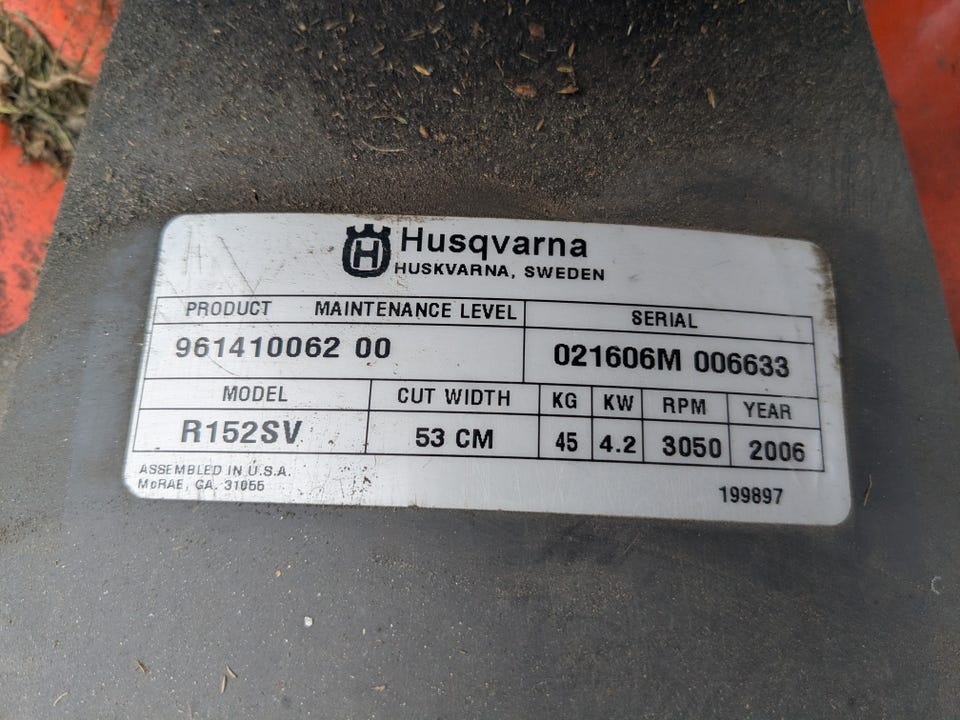 Husqvarna
HUSKVARNA, SWEDEN
PRODUCT MAINTENANCE LEVEL SERIAL
961410062 00 021606M 006633
MODEL CUT WIDTH KG KW RPM YEAR
R152SV 53 CM 45 4.2 3050 2006
ASSEMBLED IN U.S.A.
McRAE, GA. 31055
199897